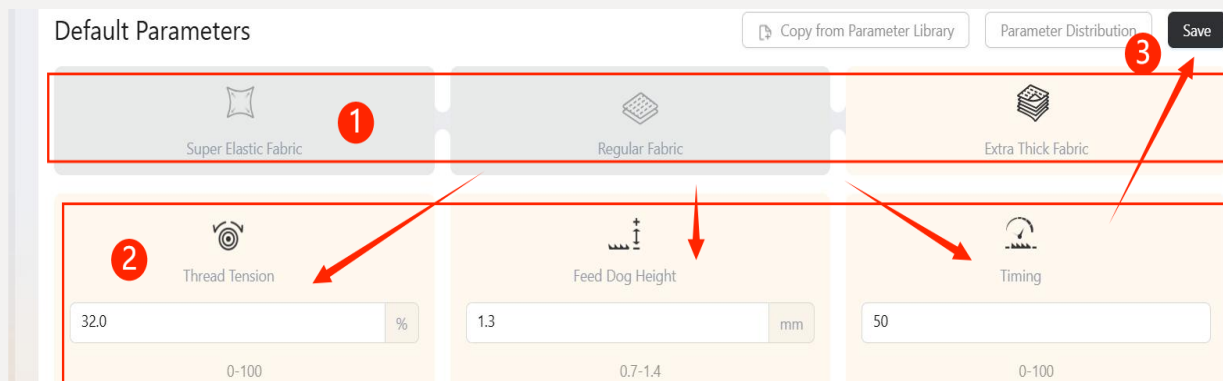 Default Parameters
Copy from Parameter Library
Parameter Distribution
Save
3
1
Super Elastic Fabric
Regular Fabric
Extra Thick Fabric
2
Thread Tension
Feed Dog Height
Timing
32.0 %
1.3 mm
50
0-100
0.7-1.4
0-100